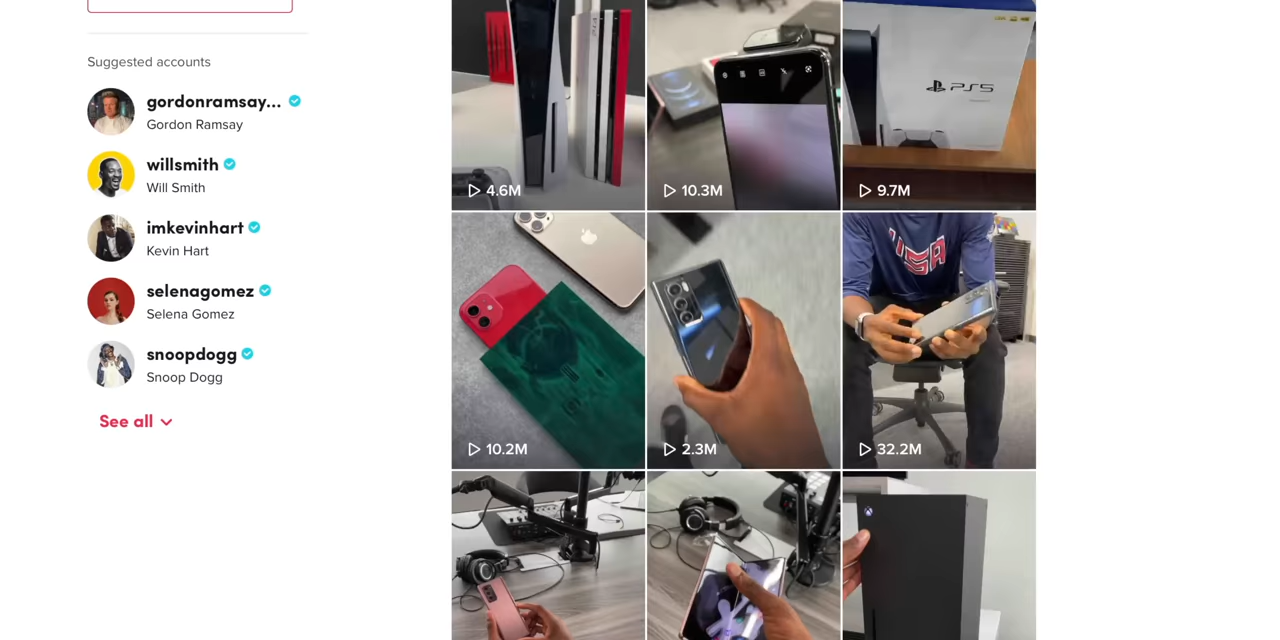 Suggested accounts
gordonramsay...
Gordon Ramsay
willsmith
Will Smith
imkevinhart
Kevin Hart
selenagomez
Selena Gomez
snoopdogg
Snoop Dogg
See all
4.6M
10.3M
PS5
9.7M
10.2M
2.3M
USA
32.2M